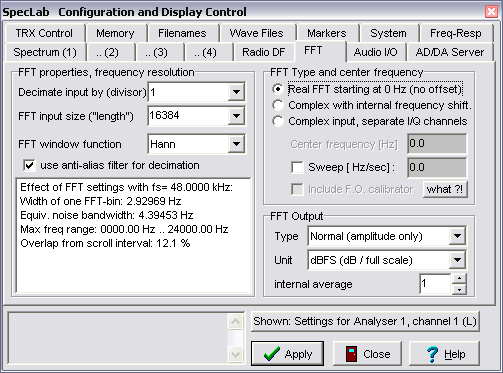 SpecLab Configuration and Display Control
TRX Control Memory Filenames Wave Files Markers System Freq-Resp
Spectrum (1) .. (2) .. (3) .. (4) Radio DF FFT Audio I/O AD/DA Server
FFT properties, frequency resolution
Decimate input by (divisor) 1
FFT input size ("length") 16384
FFT window function Hann
use anti-alias filter for decimation
Effect of FFT settings with fs= 48.0000 kHz:
Width of one FFT-bin: 2.92969 Hz
Equiv. noise bandwidth: 4.39453 Hz
Max freq range: 0000.00 Hz .. 24000.00 Hz
Overlap from scroll interval: 12.1 %
FFT Type and center frequency
Real FFT starting at 0 Hz (no offset)
Complex with internal frequency shift.
Complex input, separate I/Q channels
Center frequency [Hz] 0.0
Sweep [ Hz/sec] : 0.0
Include F.O. calibrator what ?!
FFT Output
Type Normal (amplitude only)
Unit dBFS (dB / full scale)
internal average 1
Shown: Settings for Analyser 1, channel 1 (L)
Apply Close ? Help